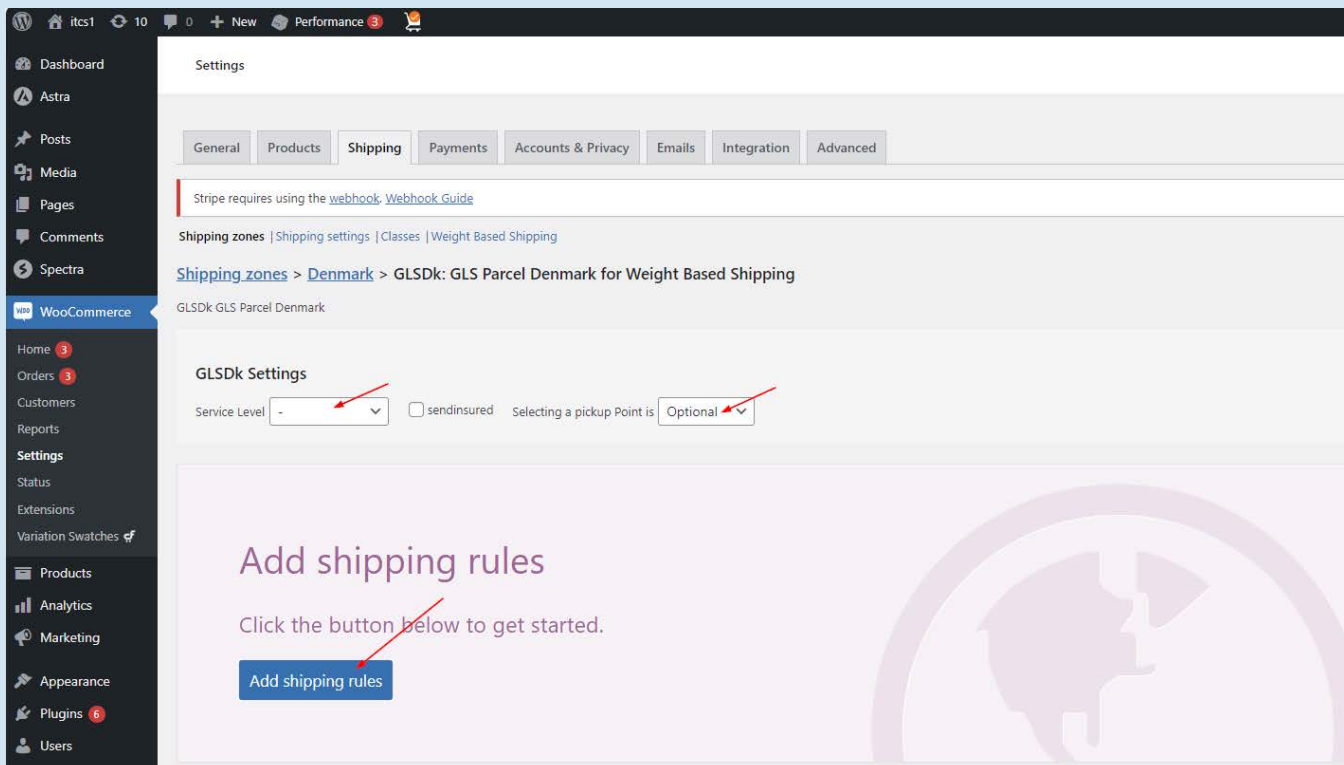 itcs1 10 0 + New Performance 3
Dashboard
Astra
Posts
Media
Pages
Comments
Spectra
WooCommerce
Home 3
Orders 3
Customers
Reports
Settings
Status
Extensions
Variation Swatches
Products
Analytics
Marketing
Appearance
Plugins 6
Users
Settings
General Products Shipping Payments Accounts & Privacy Emails Integration Advanced
Stripe requires using the webhook. Webhook Guide
Shipping zones | Shipping settings | Classes | Weight Based Shipping
Shipping zones > Denmark > GLSDk: GLS Parcel Denmark for Weight Based Shipping
GLSDk GLS Parcel Denmark
GLSDk Settings
Service Level - sendinsured Selecting a pickup Point is Optional
Add shipping rules
Click the button below to get started.
Add shipping rules